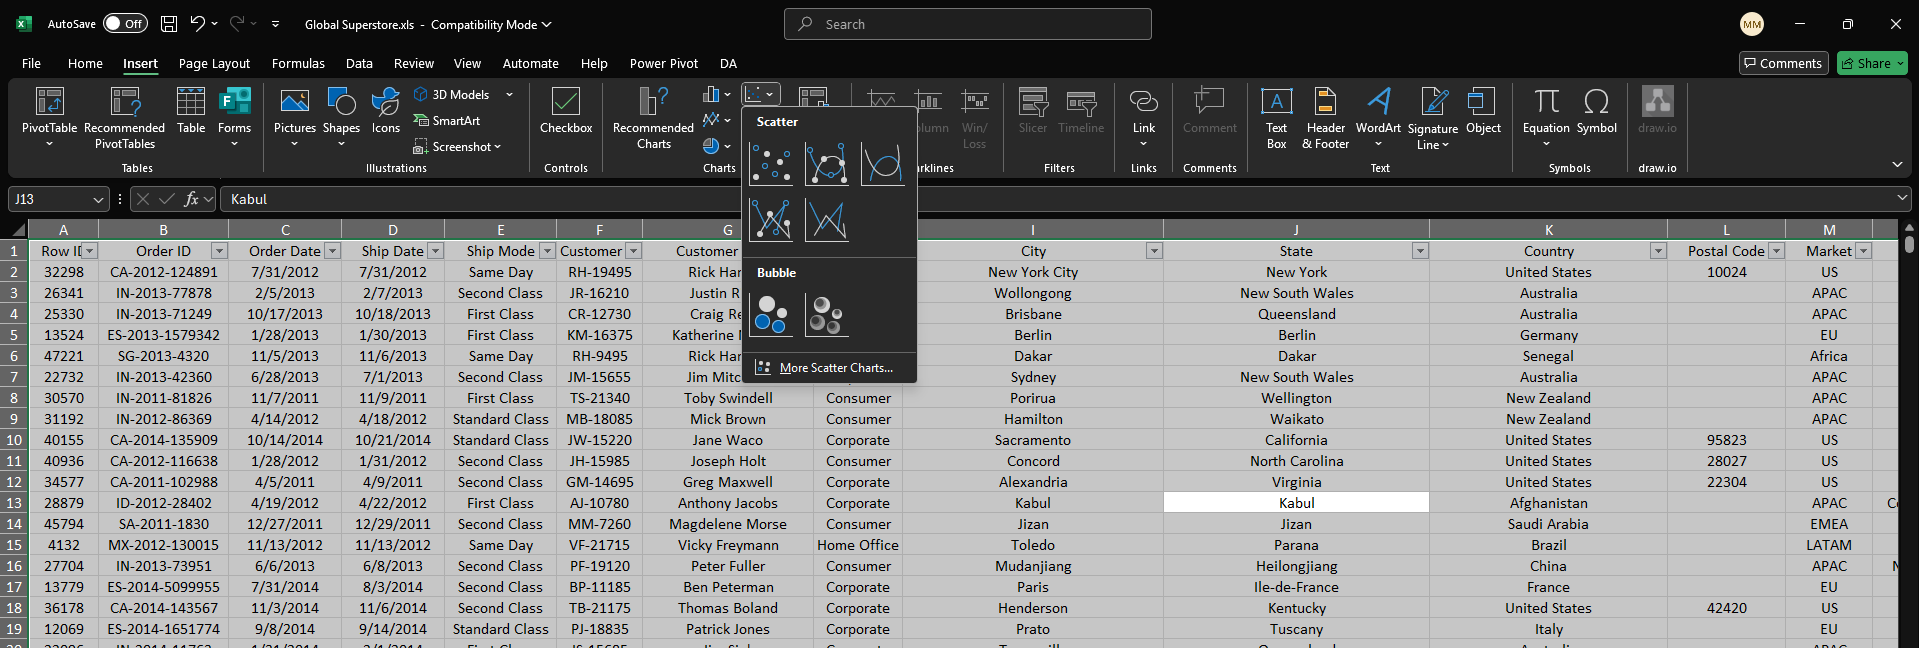 AutoSave Off Global Superstore.xls - Compatibility Mode Search MM
File Home Insert Page Layout Formulas Data Review View Automate Help Power Pivot DA Comments Share
PivotTable Recommended PivotTables Table Forms
Tables
Pictures Shapes Icons 3D Models SmartArt Screenshot
Illustrations
Checkbox
Controls
Recommended Charts
Charts
Win/ Loss
Slicer Timeline
Filters
Link
Links
Comment
Comments
Text Box Header & Footer WordArt Signature Line Object
Text
Equation Symbol
Symbols
draw.io
draw.io
Scatter
Bubble
More Scatter Charts...
J13 fx Kabul
A B C D E F G I J K L M
1 Row ID Order ID Order Date Ship Date Ship Mode Customer Customer City State Country Postal Code Market
2 32298 CA-2012-124891 7/31/2012 7/31/2012 Same Day RH-19495 Rick Han New York City New York United States 10024 US
3 26341 IN-2013-77878 2/5/2013 2/7/2013 Second Class JR-16210 Justin R Wollongong New South Wales Australia APAC
4 25330 IN-2013-71249 10/17/2013 10/18/2013 First Class CR-12730 Craig Re Brisbane Queensland Australia APAC
5 13524 ES-2013-1579342 1/28/2013 1/30/2013 First Class KM-16375 Katherine Berlin Berlin Germany EU
6 47221 SG-2013-4320 11/5/2013 11/6/2013 Same Day RH-9495 Rick Han Dakar Dakar Senegal Africa
7 22732 IN-2013-42360 6/28/2013 7/1/2013 Second Class JM-15655 Jim Mitc Sydney New South Wales Australia APAC
8 30570 IN-2011-81826 11/7/2011 11/9/2011 First Class TS-21340 Toby Swindell Consumer Porirua Wellington New Zealand APAC
9 31192 IN-2012-86369 4/14/2012 4/18/2012 Standard Class MB-18085 Mick Brown Consumer Hamilton Waikato New Zealand APAC
10 40155 CA-2014-135909 10/14/2014 10/21/2014 Standard Class JW-15220 Jane Waco Corporate Sacramento California United States 95823 US
11 40936 CA-2012-116638 1/28/2012 1/31/2012 Second Class JH-15985 Joseph Holt Consumer Concord North Carolina United States 28027 US
12 34577 CA-2011-102988 4/5/2011 4/9/2011 Second Class GM-14695 Greg Maxwell Corporate Alexandria Virginia United States 22304 US
13 28879 ID-2012-28402 4/19/2012 4/22/2012 First Class AJ-10780 Anthony Jacobs Corporate Kabul Kabul Afghanistan APAC
14 45794 SA-2011-1830 12/27/2011 12/29/2011 Second Class MM-7260 Magdelene Morse Consumer Jizan Jizan Saudi Arabia EMEA
15 4132 MX-2012-130015 11/13/2012 11/13/2012 Same Day VF-21715 Vicky Freymann Home Office Toledo Parana Brazil LATAM
16 27704 IN-2013-73951 6/6/2013 6/8/2013 Second Class PF-19120 Peter Fuller Consumer Mudanjiang Heilongjiang China APAC
17 13779 ES-2014-5099955 7/31/2014 8/3/2014 Second Class BP-11185 Ben Peterman Corporate Paris Ile-de-France France EU
18 36178 CA-2014-143567 11/3/2014 11/6/2014 Second Class TB-21175 Thomas Boland Corporate Henderson Kentucky United States 42420 US
19 12069 ES-2014-1651774 9/8/2014 9/14/2014 Standard Class PJ-18835 Patrick Jones Corporate Prato Tuscany Italy EU